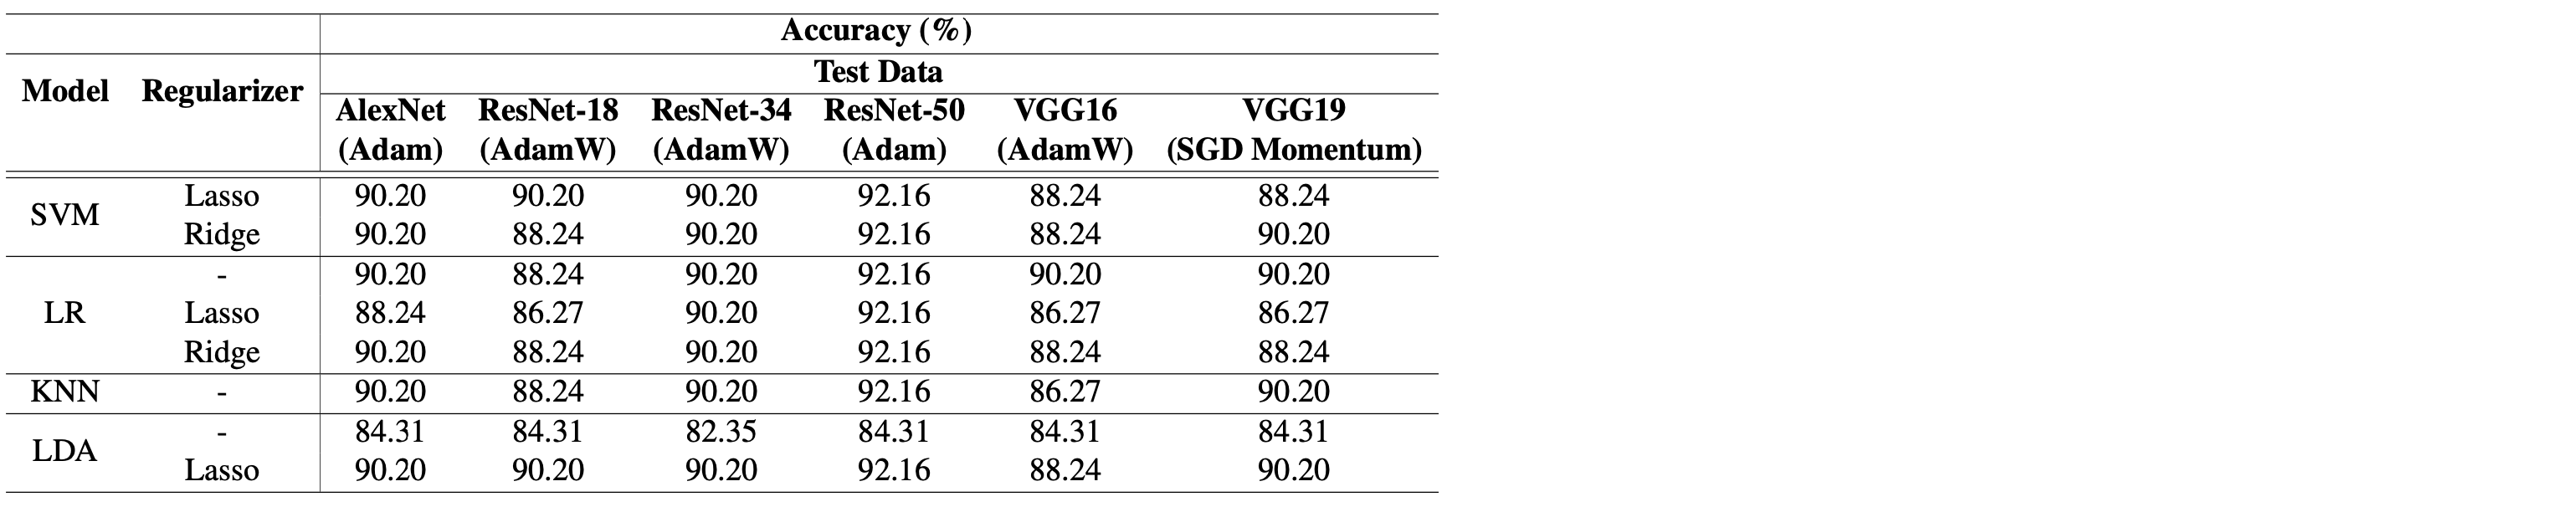 Accuracy (%)
Test Data
Model Regularizer
AlexNet ResNet-18 ResNet-34 ResNet-50 VGG16 VGG19
(Adam) (AdamW) (AdamW) (Adam) (AdamW) (SGD Momentum)
SVM
Lasso 90.20 90.20 90.20 92.16 88.24 88.24
Ridge 90.20 88.24 90.20 92.16 88.24 90.20
LR
- 90.20 88.24 90.20 92.16 90.20 90.20
Lasso 88.24 86.27 90.20 92.16 86.27 86.27
Ridge 90.20 88.24 90.20 92.16 88.24 88.24
KNN - 90.20 88.24 90.20 92.16 86.27 90.20
LDA
- 84.31 84.31 82.35 84.31 84.31 84.31
Lasso 90.20 90.20 90.20 92.16 88.24 90.20